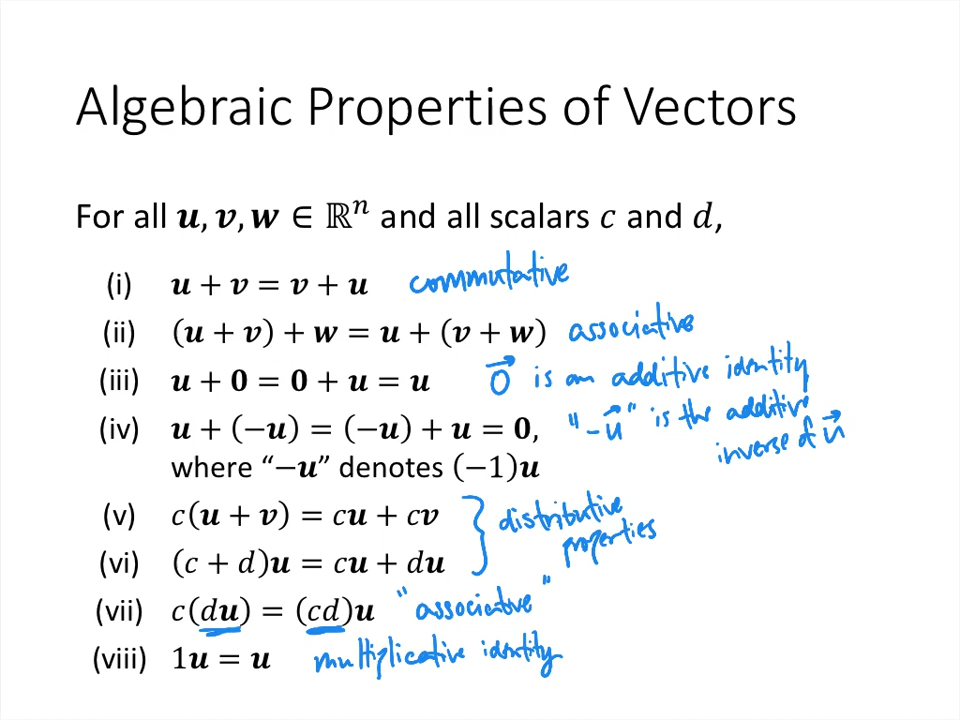 Algebraic Properties of Vectors
For all 𝒖, 𝒗, 𝒘 ∈ ℝⁿ and all scalars 𝑐 and 𝑑,
(i) 𝒖 + 𝒗 = 𝒗 + 𝒖 commutative
(ii) (𝒖 + 𝒗) + 𝒘 = 𝒖 + (𝒗 + 𝒘) associative
(iii) 𝒖 + 𝟎 = 𝟎 + 𝒖 = 𝒖 0⃗ is an additive identity
(iv) 𝒖 + (−𝒖) = (−𝒖) + 𝒖 = 𝟎, "−u⃗" is the additive
inverse of u⃗
where “−𝒖” denotes (−1)𝒖
(v) 𝑐(𝒖 + 𝒗) = 𝑐𝒖 + 𝑐𝒗 } distributive
properties
(vi) (𝑐 + 𝑑)𝒖 = 𝑐𝒖 + 𝑑𝒖
(vii) 𝑐(𝑑𝒖) = (𝑐𝑑)𝒖 "associative"
(viii) 1𝒖 = 𝒖 multiplicative identity